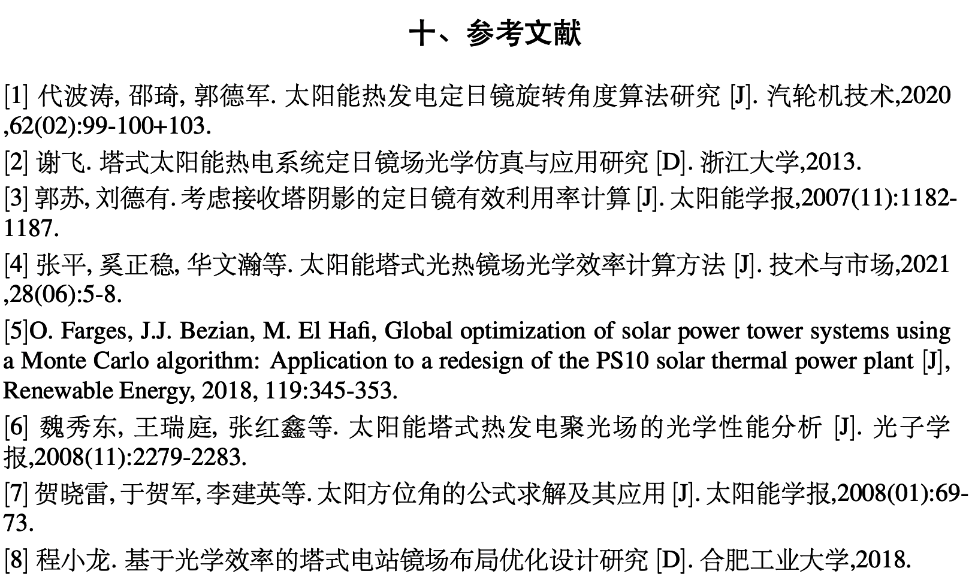 十、参考文献
[1] 代波涛, 邵琦, 郭德军. 太阳能热发电定日镜旋转角度算法研究 [J]. 汽轮机技术,2020
,62(02):99-100+103.
[2] 谢飞. 塔式太阳能热电系统定日镜场光学仿真与应用研究 [D]. 浙江大学,2013.
[3] 郭苏, 刘德有. 考虑接收塔阴影的定日镜有效利用率计算 [J]. 太阳能学报,2007(11):1182-
1187.
[4] 张平, 奚正稳, 华文瀚等. 太阳能塔式光热镜场光学效率计算方法 [J]. 技术与市场,2021
,28(06):5-8.
[5]O. Farges, J.J. Bezian, M. El Hafi, Global optimization of solar power tower systems using
a Monte Carlo algorithm: Application to a redesign of the PS10 solar thermal power plant [J],
Renewable Energy, 2018, 119:345-353.
[6] 魏秀东, 王瑞庭, 张红鑫等. 太阳能塔式热发电聚光场的光学性能分析 [J]. 光子学
报,2008(11):2279-2283.
[7] 贺晓雷, 于贺军, 李建英等. 太阳方位角的公式求解及其应用 [J]. 太阳能学报,2008(01):69-
73.
[8] 程小龙. 基于光学效率的塔式电站镜场布局优化设计研究 [D]. 合肥工业大学,2018.